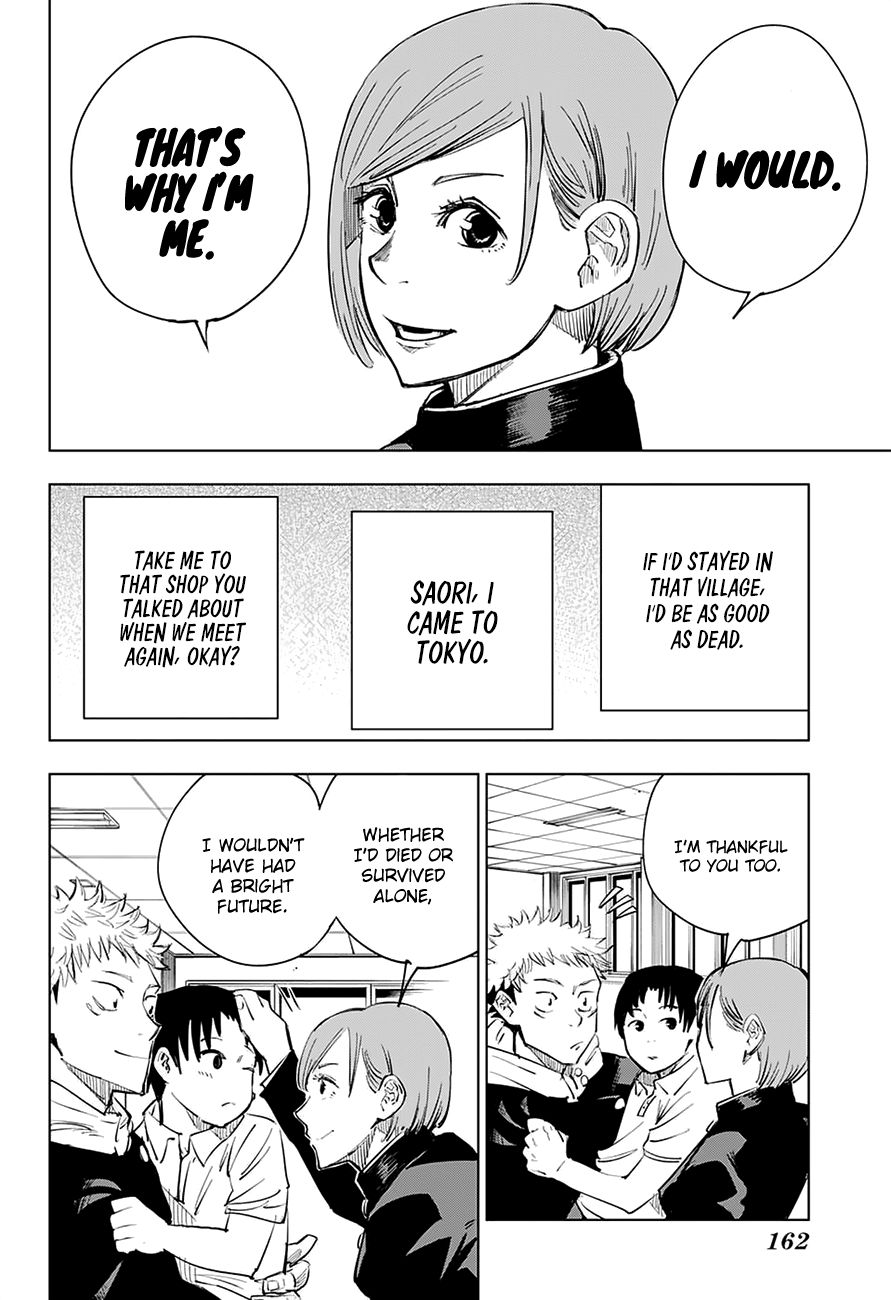 I WOULD.
THAT'S
WHY I'M
ME.
IF I'D STAYED IN
THAT VILLAGE,
I'D BE AS GOOD
AS DEAD.
SAORI, I
CAME TO
TOKYO.
TAKE ME TO
THAT SHOP YOU
TALKED ABOUT
WHEN WE MEET
AGAIN, OKAY?
I'M THANKFUL
TO YOU TOO.
WHETHER
I'D DIED OR
SURVIVED
ALONE,
I WOULDN'T
HAVE HAD
A BRIGHT
FUTURE.
162